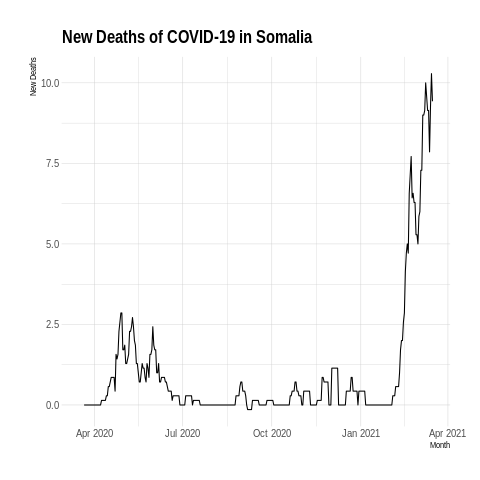 New Deaths of COVID-19 in Somalia
New Deaths
10.0
7.5
5.0
2.5
0.0
Apr 2020 Jul 2020 Oct 2020 Jan 2021 Apr 2021
Month